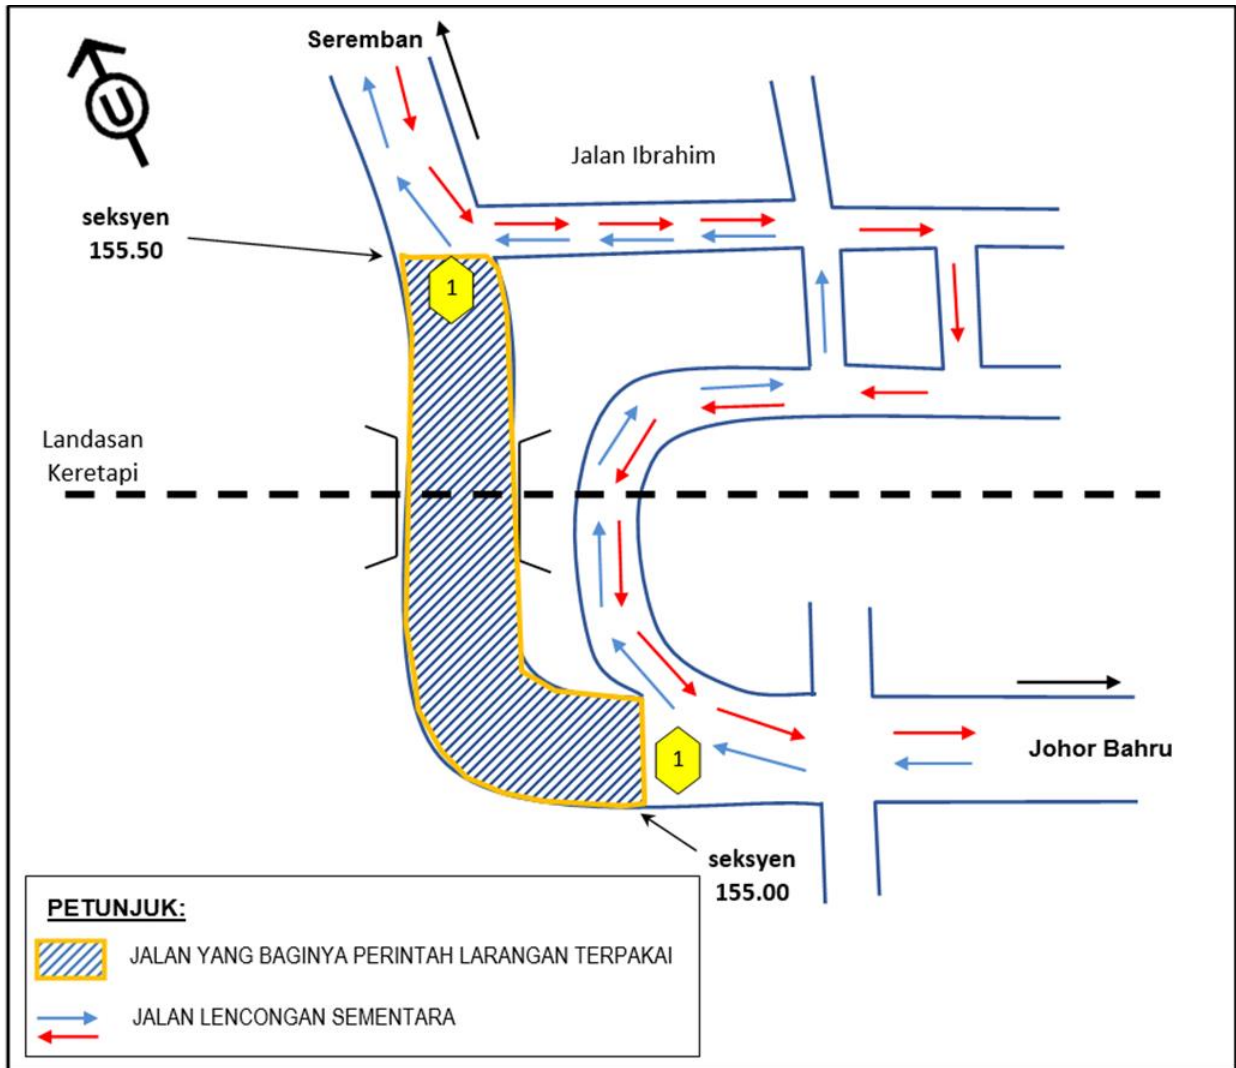 Seremban
U
Jalan Ibrahim
seksyen
155.50
1
Landasan
Keretapi
1
Johor Bahru
seksyen
155.00
PETUNJUK:
JALAN YANG BAGINYA PERINTAH LARANGAN TERPAKAI
JALAN LENCONGAN SEMENTARA